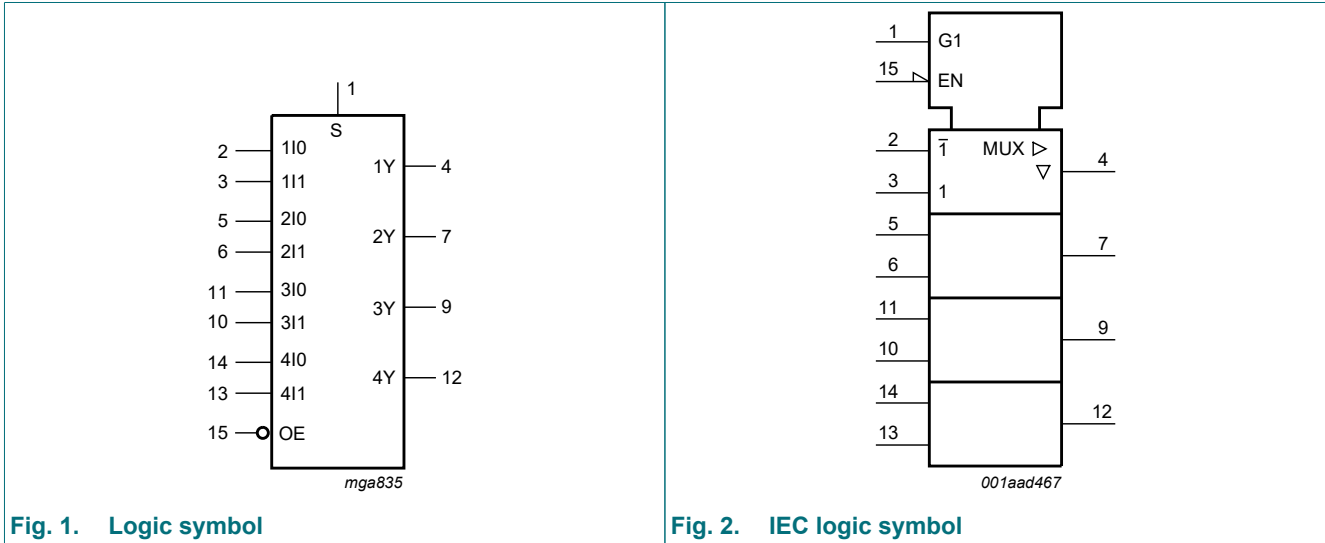 1
S
2 1I0
1Y 4
3 1I1
5 2I0
2Y 7
6 2I1
11 3I0
3Y 9
10 3I1
14 4I0
4Y 12
13 4I1
15 OE
mga835
Fig. 1. Logic symbol
1 G1
15 EN
2 1̅ MUX
4
3 1
5
7
6
11
9
10
14
12
13
001aad467
Fig. 2. IEC logic symbol